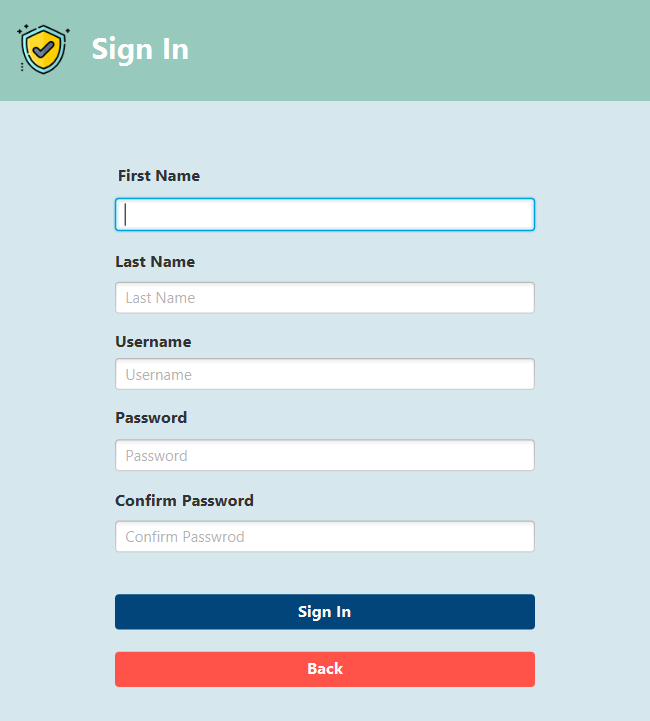 Sign In
First Name
Last Name
Last Name
Username
Username
Password
Password
Confirm Password
Confirm Passwrod
Sign In
Back